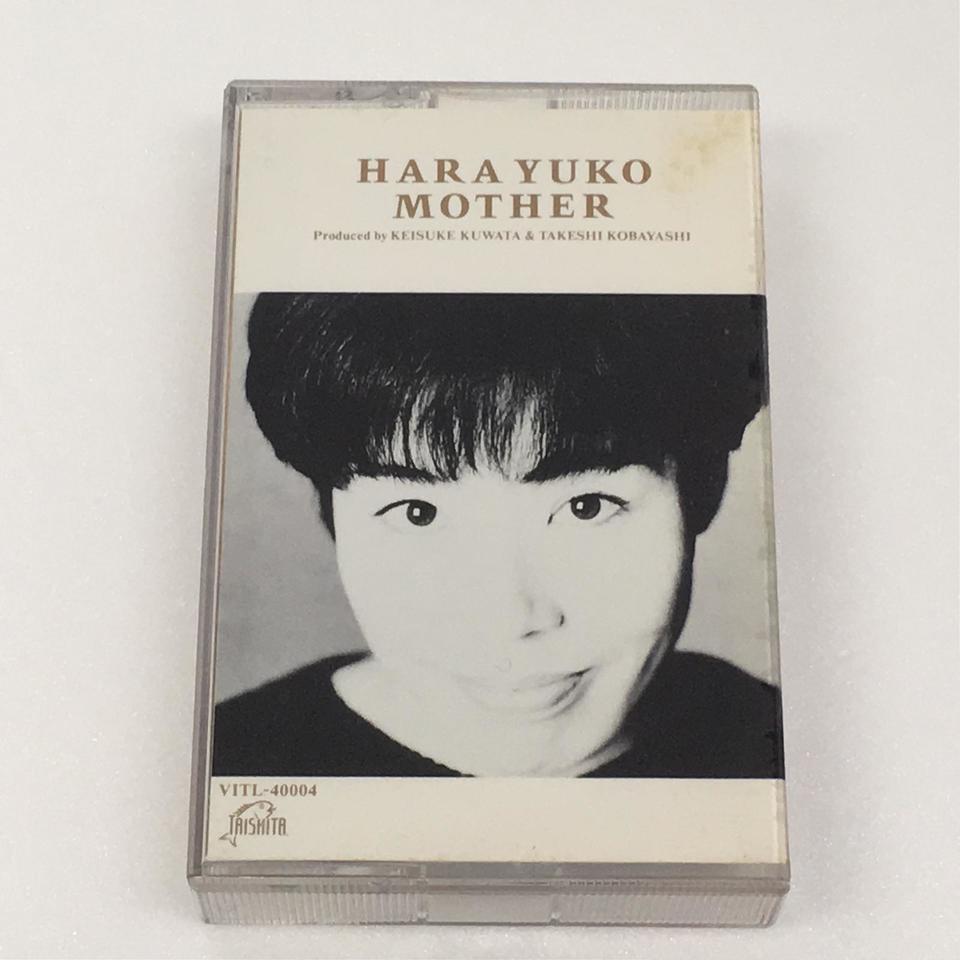 HARA YUKO
MOTHER
Produced by KEISUKE KUWATA & TAKESHI KOBAYASHI
VITL-40004
TAISHITA